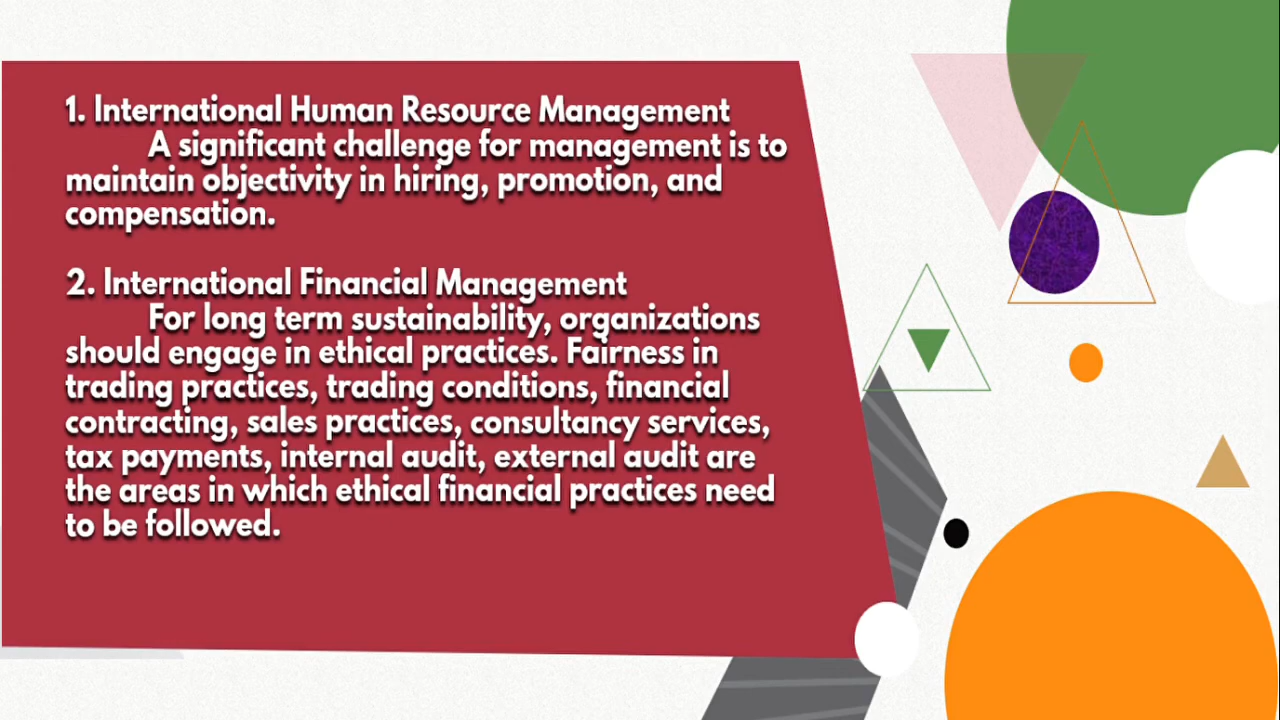 1. International Human Resource Management
A significant challenge for management is to
maintain objectivity in hiring, promotion, and
compensation.
2. International Financial Management
For long term sustainability, organizations
should engage in ethical practices. Fairness in
trading practices, trading conditions, financial
contracting, sales practices, consultancy services,
tax payments, internal audit, external audit are
the areas in which ethical financial practices need
to be followed.